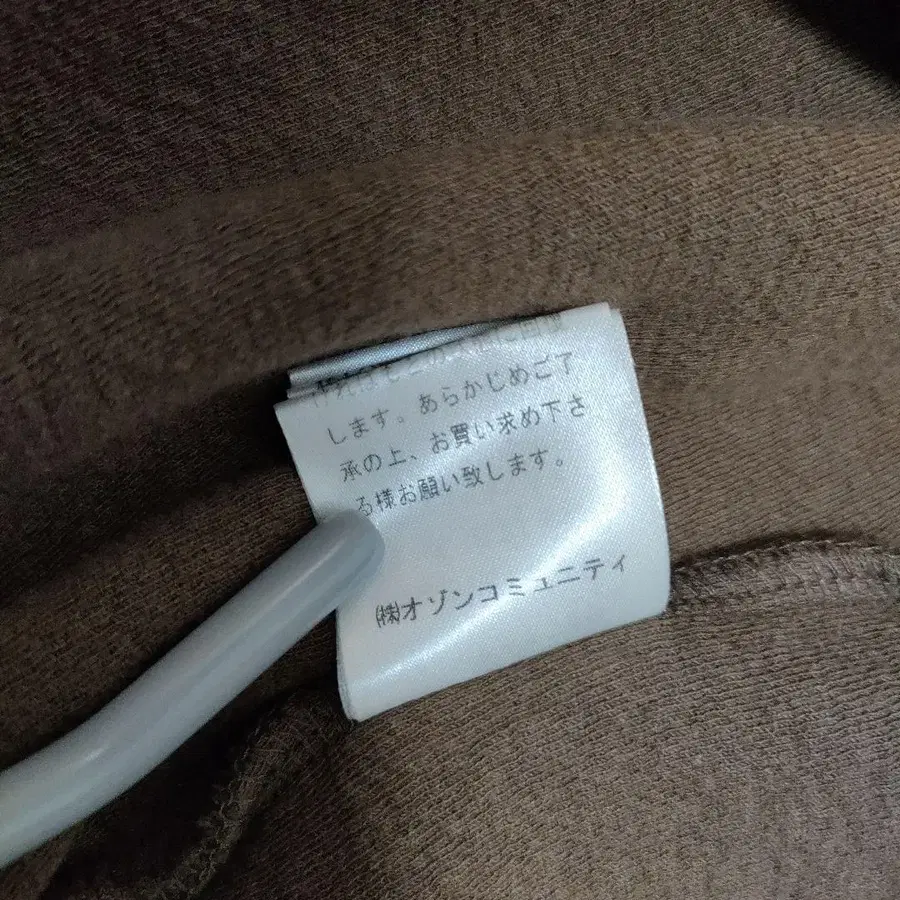 します。あらかじめご了
承の上、お買い求め下さ
る様お願い致します。
㈱オゾンコミュニティ